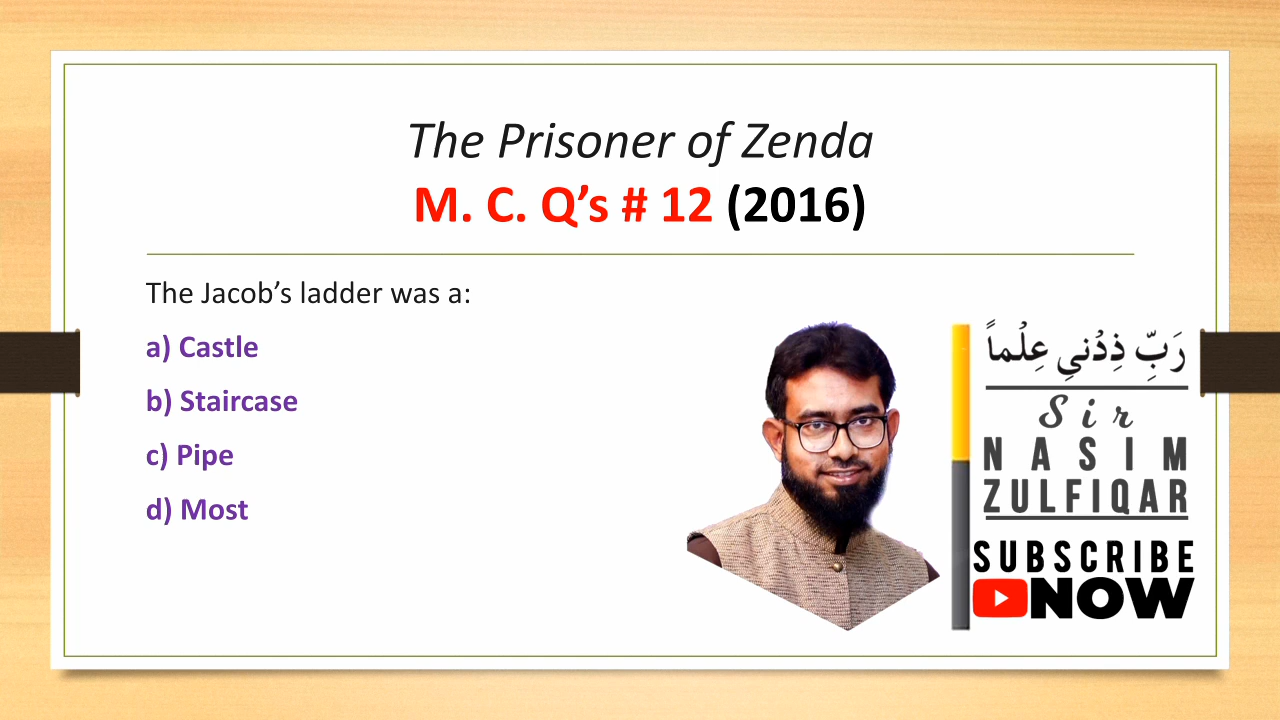 The Prisoner of Zenda
M. C. Q’s # 12 (2016)
The Jacob’s ladder was a:
a) Castle
b) Staircase
c) Pipe
d) Most
رَبِّ ذِدُنيِ عِلُماً
Sir
NASIM
ZULFIQAR
SUBSCRIBE
NOW